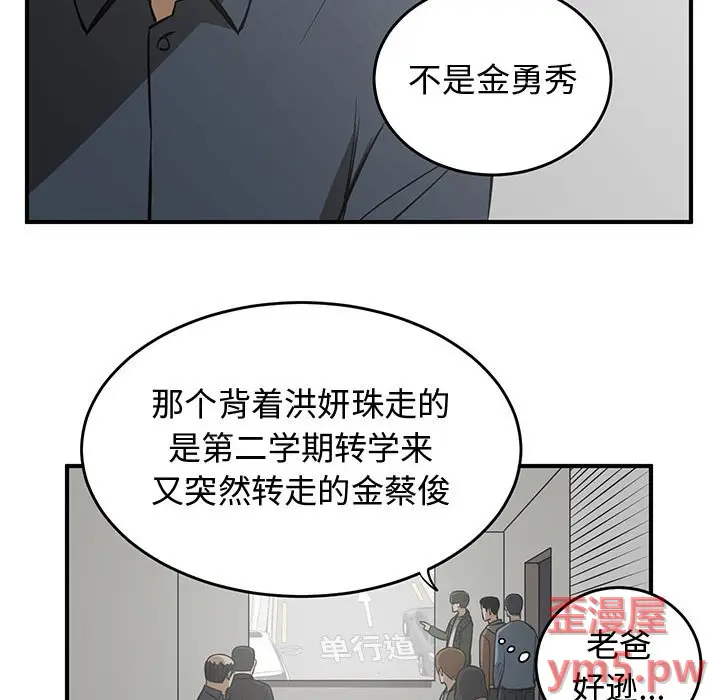 不是金勇秀
那个背着洪妍珠走的
是第二学期转学来
又突然转走的金蔡俊
单行道
歪漫屋
老爸
ym5.pw
好逊...